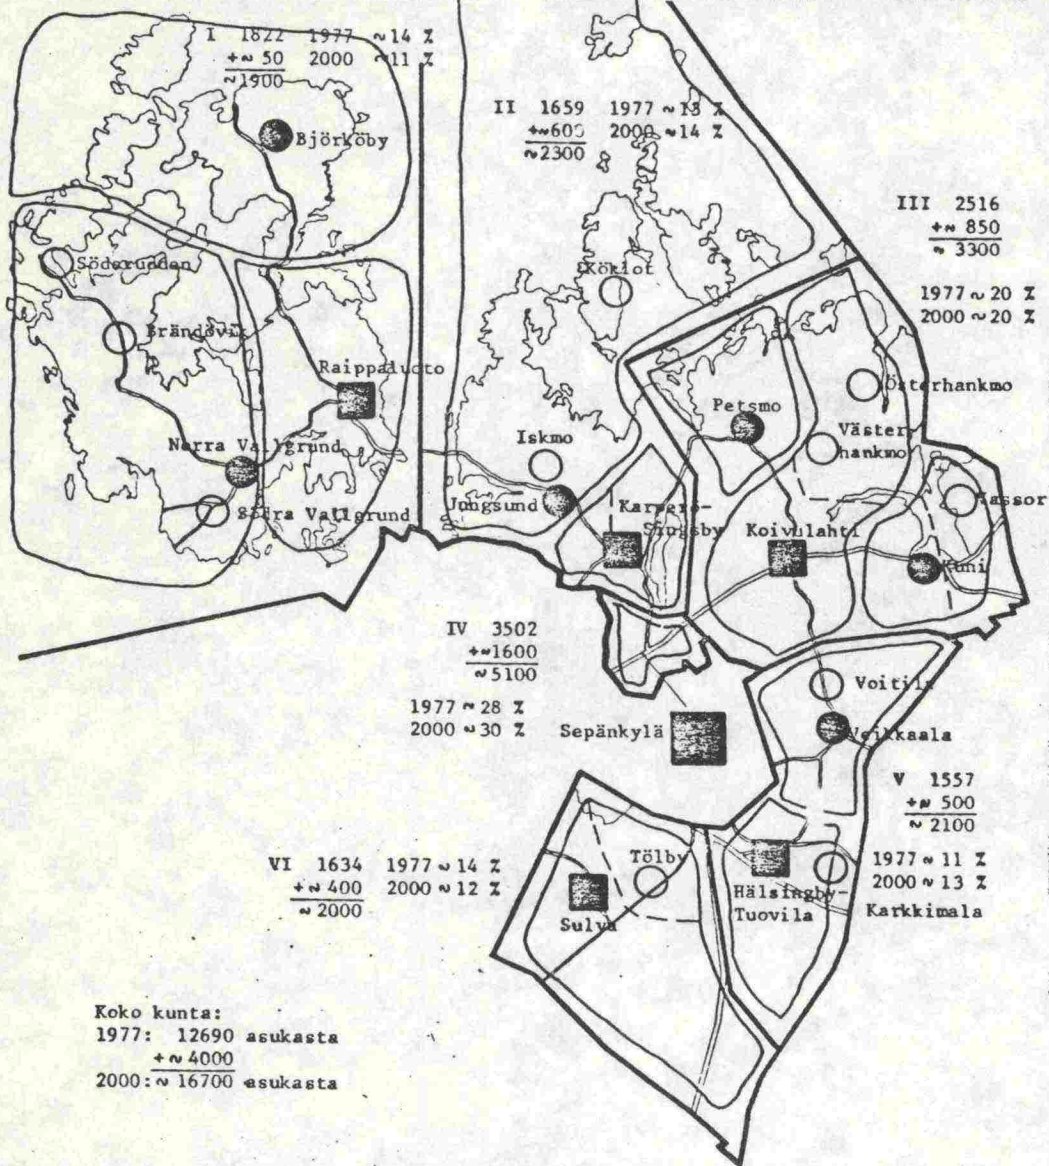 I 1822 1977 ~ 14 %
+ ~ 50 2000 ~ 11 %
~ 1900
Björköby
II 1659 1977 ~ 13 %
+ ~ 600 2000 ~ 14 %
~ 2300
III 2516
+ ~ 850
~ 3300
1977 ~ 20 %
2000 ~ 20 %
Söderudden
Köklot
Brändövik
Raippaluoto
Österhankmo
Petsmo
Iskmo
Väster-
hankmo
Norra Vallgrund
Vassor
Jungsund
Södra Vallgrund
Singsby
Koivulahti
Kuni
IV 3502
+ ~ 1600
~ 5100
1977 ~ 28 %
2000 ~ 30 %
Sepänkylä
Voitila
Veikkaala
V 1557
+ ~ 500
~ 2100
1977 ~ 11 %
2000 ~ 13 %
VI 1634 1977 ~ 14 %
+ ~ 400 2000 ~ 12 %
~ 2000
Tölby
Sulva
Hälsingby-
Tuovila
Karkkimala
Koko kunta:
1977: 12690 asukasta
+ ~ 4000
2000: ~ 16700 asukasta